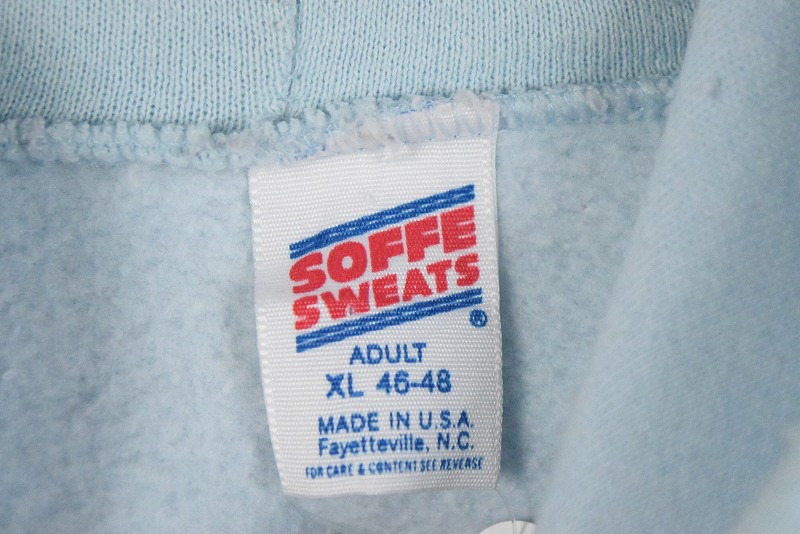 SOFFE
SWEATS
®
ADULT
XL 46-48
MADE IN U.S.A.
Fayetteville, N.C.
FOR CARE & CONTENT SEE REVERSE